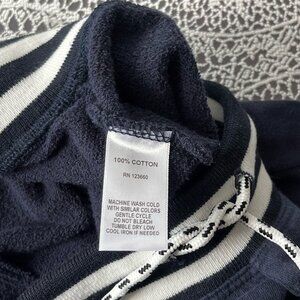 100% COTTON
RN 123660
MACHINE WASH COLD
WITH SIMILAR COLORS
GENTLE CYCLE
DO NOT BLEACH
TUMBLE DRY LOW
COOL IRON IF NEEDED